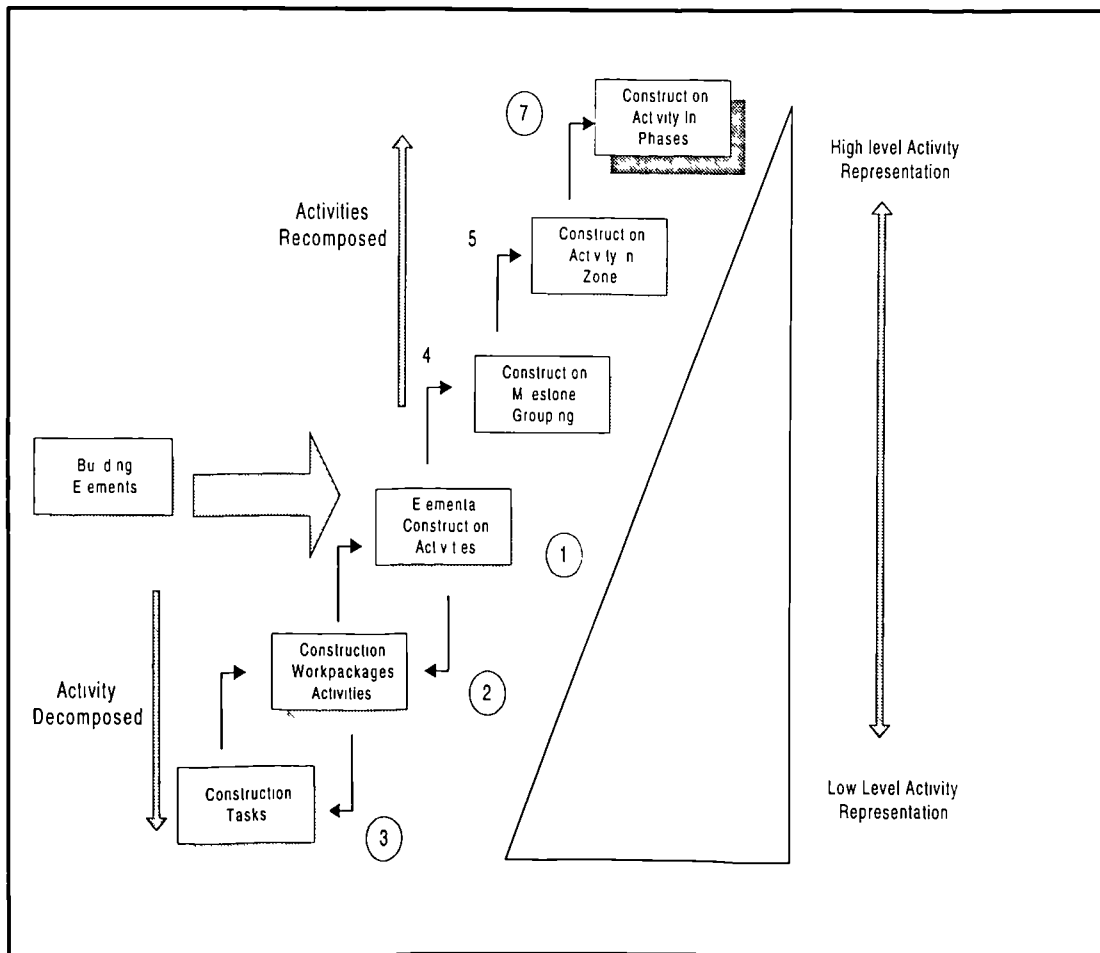 7
Construct on
Activity In
Phases
High level Activity
Representation
Activities
Recomposed
5
Construct on
Act v ty n
Zone
4
Construct on
M estone
Group ng
Bu d ng
E ements
E ementa
Construct on
Act v t es
1
Construction
Workpackages
Activities
2
Activity
Decomposed
Construction
Tasks
3
Low Level Activity
Representation